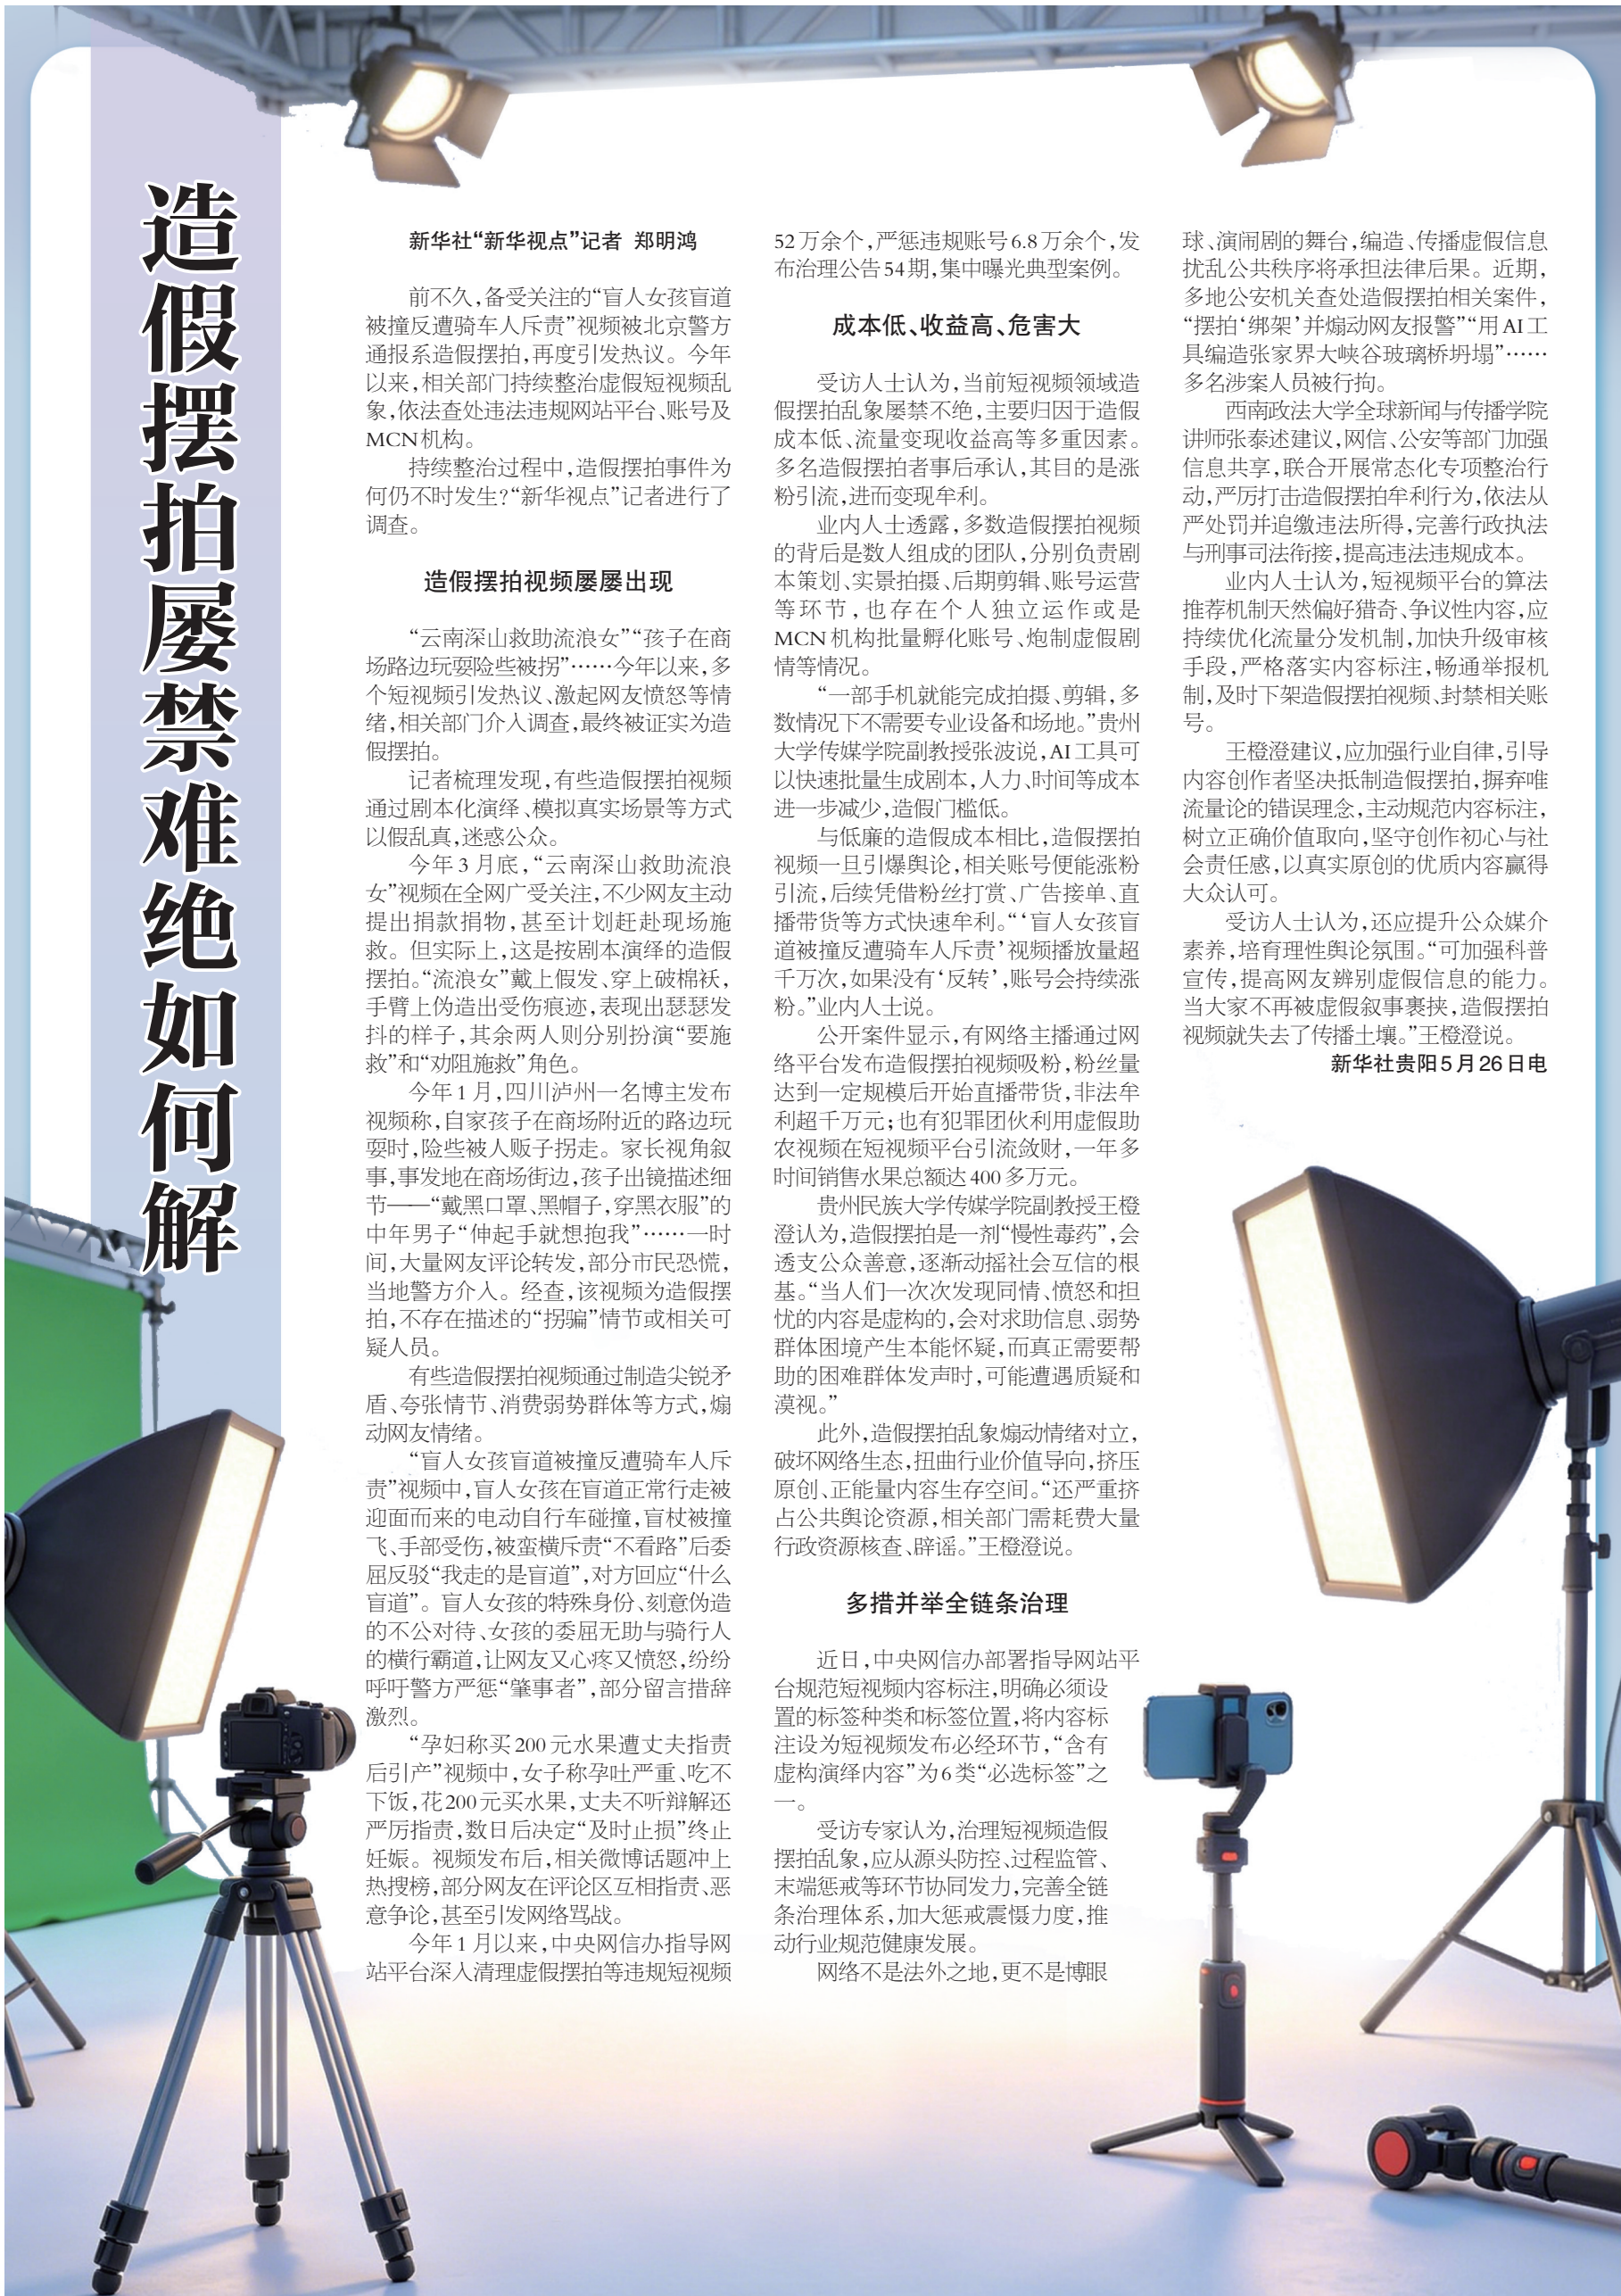 造假摆拍屡禁难绝如何解
新华社“新华视点”记者 郑明鸿
前不久,备受关注的“盲人女孩盲道
被撞反遭骑车人斥责”视频被北京警方
通报系造假摆拍,再度引发热议。今年
以来,相关部门持续整治虚假短视频乱
象,依法查处违法违规网站平台、账号及
MCN机构。
持续整治过程中,造假摆拍事件为
何仍不时发生?“新华视点”记者进行了
调查。
造假摆拍视频屡屡出现
“云南深山救助流浪女”“孩子在商
场路边玩耍险些被拐”……今年以来,多
个短视频引发热议、激起网友愤怒等情
绪,相关部门介入调查,最终被证实为造
假摆拍。
记者梳理发现,有些造假摆拍视频
通过剧本化演绎、模拟真实场景等方式
以假乱真,迷惑公众。
今年3月底,“云南深山救助流浪
女”视频在全网广受关注,不少网友主动
提出捐款捐物,甚至计划赶赴现场施
救。但实际上,这是按剧本演绎的造假
摆拍。“流浪女”戴上假发、穿上破棉袄,
手臂上伪造出受伤痕迹,表现出瑟瑟发
抖的样子,其余两人则分别扮演“要施
救”和“劝阻施救”角色。
今年1月,四川泸州一名博主发布
视频称,自家孩子在商场附近的路边玩
耍时,险些被人贩子拐走。家长视角叙
事,事发地在商场街边,孩子出镜描述细
节——“戴黑口罩、黑帽子,穿黑衣服”的
中年男子“伸起手就想抱我”……一时
间,大量网友评论转发,部分市民恐慌,
当地警方介入。经查,该视频为造假摆
拍,不存在描述的“拐骗”情节或相关可
疑人员。
有些造假摆拍视频通过制造尖锐矛
盾、夸张情节、消费弱势群体等方式,煽
动网友情绪。
“盲人女孩盲道被撞反遭骑车人斥
责”视频中,盲人女孩在盲道正常行走被
迎面而来的电动自行车碰撞,盲杖被撞
飞、手部受伤,被蛮横斥责“不看路”后委
屈反驳“我走的是盲道”,对方回应“什么
盲道”。盲人女孩的特殊身份、刻意伪造
的不公对待、女孩的委屈无助与骑行人
的横行霸道,让网友又心疼又愤怒,纷纷
呼吁警方严惩“肇事者”,部分留言措辞
激烈。
“孕妇称买200元水果遭丈夫指责
后引产”视频中,女子称孕吐严重、吃不
下饭,花200元买水果,丈夫不听辩解还
严厉指责,数日后决定“及时止损”终止
妊娠。视频发布后,相关微博话题冲上
热搜榜,部分网友在评论区互相指责、恶
意争论,甚至引发网络骂战。
今年1月以来,中央网信办指导网
站平台深入清理虚假摆拍等违规短视频
52万余个,严惩违规账号6.8万余个,发
布治理公告54期,集中曝光典型案例。
成本低、收益高、危害大
受访人士认为,当前短视频领域造
假摆拍乱象屡禁不绝,主要归因于造假
成本低、流量变现收益高等多重因素。
多名造假摆拍者事后承认,其目的是涨
粉引流,进而变现牟利。
业内人士透露,多数造假摆拍视频
的背后是数人组成的团队,分别负责剧
本策划、实景拍摄、后期剪辑、账号运营
等环节,也存在个人独立运作或是
MCN机构批量孵化账号、炮制虚假剧
情等情况。
“一部手机就能完成拍摄、剪辑,多
数情况下不需要专业设备和场地。”贵州
大学传媒学院副教授张波说,AI工具可
以快速批量生成剧本,人力、时间等成本
进一步减少,造假门槛低。
与低廉的造假成本相比,造假摆拍
视频一旦引爆舆论,相关账号便能涨粉
引流,后续凭借粉丝打赏、广告接单、直
播带货等方式快速牟利。“‘盲人女孩盲
道被撞反遭骑车人斥责’视频播放量超
千万次,如果没有‘反转’,账号会持续涨
粉。”业内人士说。
公开案件显示,有网络主播通过网
络平台发布造假摆拍视频吸粉,粉丝量
达到一定规模后开始直播带货,非法牟
利超千万元;也有犯罪团伙利用虚假助
农视频在短视频平台引流敛财,一年多
时间销售水果总额达400多万元。
贵州民族大学传媒学院副教授王橙
澄认为,造假摆拍是一剂“慢性毒药”,会
透支公众善意,逐渐动摇社会互信的根
基。“当人们一次次发现同情、愤怒和担
忧的内容是虚构的,会对求助信息、弱势
群体困境产生本能怀疑,而真正需要帮
助的困难群体发声时,可能遭遇质疑和
漠视。”
此外,造假摆拍乱象煽动情绪对立,
破坏网络生态,扭曲行业价值导向,挤压
原创、正能量内容生存空间。“还严重挤
占公共舆论资源,相关部门需耗费大量
行政资源核查、辟谣。”王橙澄说。
多措并举全链条治理
近日,中央网信办部署指导网站平
台规范短视频内容标注,明确必须设
置的标签种类和标签位置,将内容标
注设为短视频发布必经环节,“含有
虚构演绎内容”为6类“必选标签”之
一。
受访专家认为,治理短视频造假
摆拍乱象,应从源头防控、过程监管、
末端惩戒等环节协同发力,完善全链
条治理体系,加大惩戒震慑力度,推
动行业规范健康发展。
网络不是法外之地,更不是博眼
球、演闹剧的舞台,编造、传播虚假信息
扰乱公共秩序将承担法律后果。近期,
多地公安机关查处造假摆拍相关案件,
“摆拍‘绑架’并煽动网友报警”“用AI工
具编造张家界大峡谷玻璃桥坍塌”……
多名涉案人员被行拘。
西南政法大学全球新闻与传播学院
讲师张泰述建议,网信、公安等部门加强
信息共享,联合开展常态化专项整治行
动,严厉打击造假摆拍牟利行为,依法从
严处罚并追缴违法所得,完善行政执法
与刑事司法衔接,提高违法违规成本。
业内人士认为,短视频平台的算法
推荐机制天然偏好猎奇、争议性内容,应
持续优化流量分发机制,加快升级审核
手段,严格落实内容标注,畅通举报机
制,及时下架造假摆拍视频、封禁相关账
号。
王橙澄建议,应加强行业自律,引导
内容创作者坚决抵制造假摆拍,摒弃唯
流量论的错误理念,主动规范内容标注,
树立正确价值取向,坚守创作初心与社
会责任感,以真实原创的优质内容赢得
大众认可。
受访人士认为,还应提升公众媒介
素养,培育理性舆论氛围。“可加强科普
宣传,提高网友辨别虚假信息的能力。
当大家不再被虚假叙事裹挟,造假摆拍
视频就失去了传播土壤。”王橙澄说。
新华社贵阳5月26日电